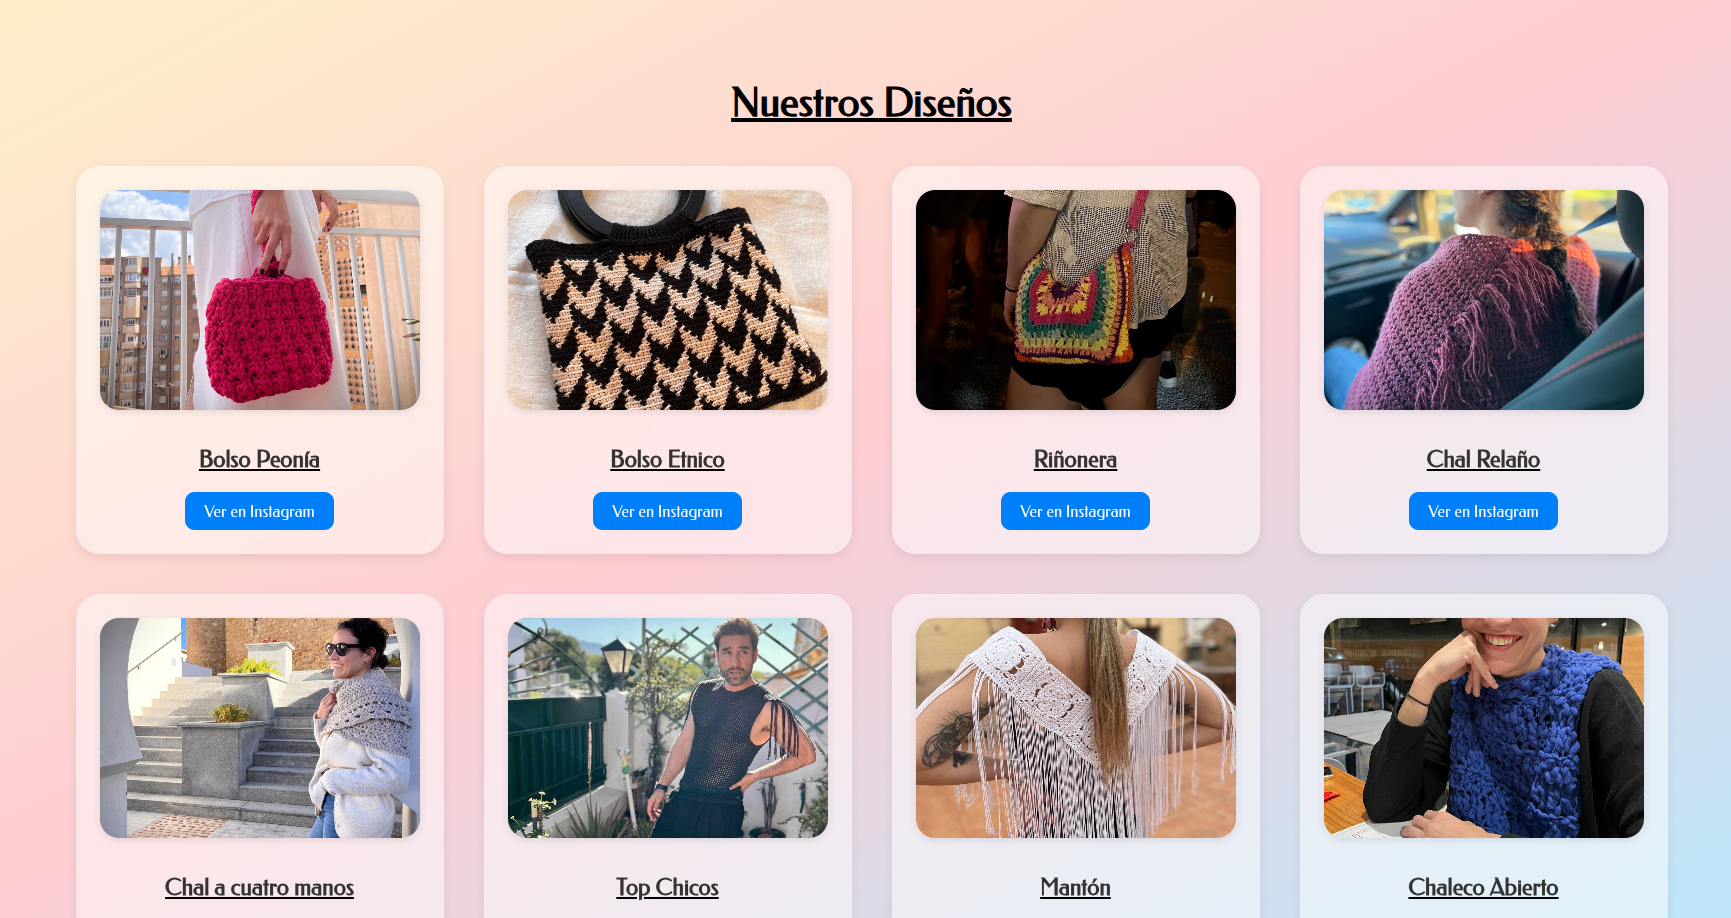 Nuestros Diseños
Bolso Peonía
Bolso Etnico
Riñonera
Chal Relaño
Ver en Instagram
Ver en Instagram
Ver en Instagram
Ver en Instagram
Chal a cuatro manos
Top Chicos
Mantón
Chaleco Abierto